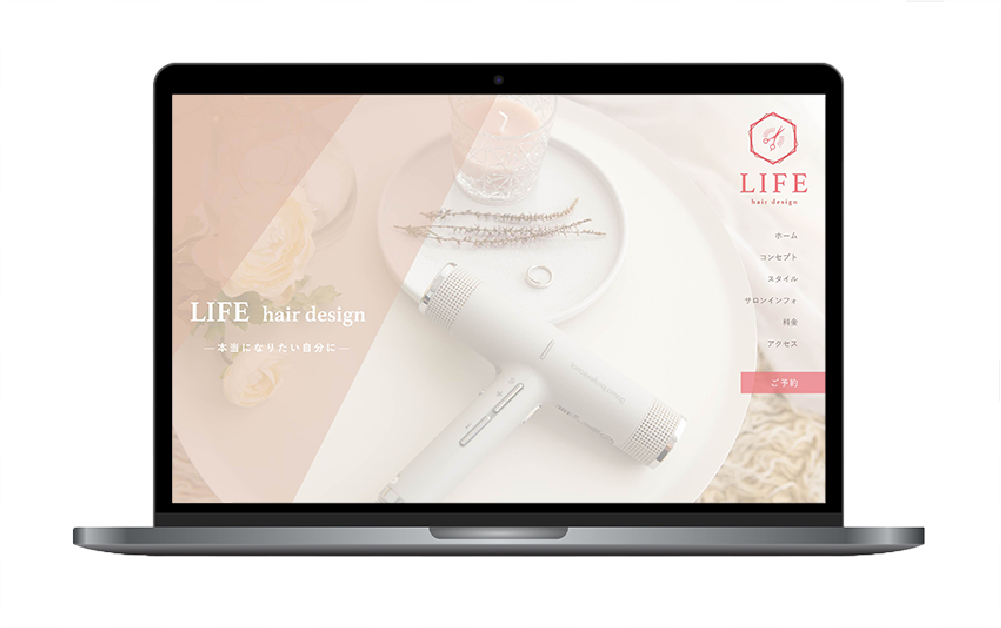 LIFE
hair design
ホーム
コンセプト
スタイル
サロンインフォ
料金
アクセス
ご予約
LIFE hair design
―本当になりたい自分に―